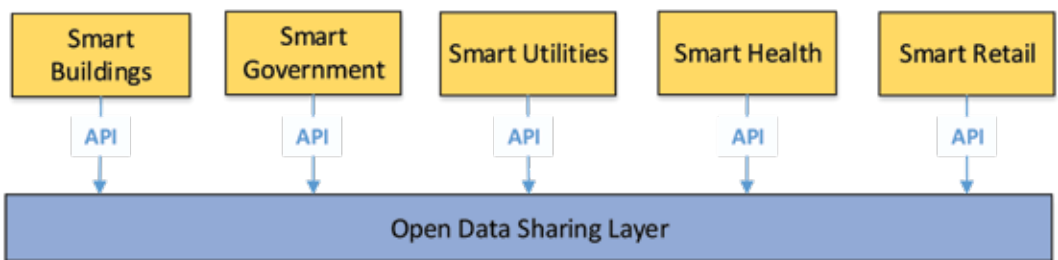 Smart
Buildings
Smart
Government
Smart Utilities
Smart Health
Smart Retail
API
API
API
API
API
Open Data Sharing Layer